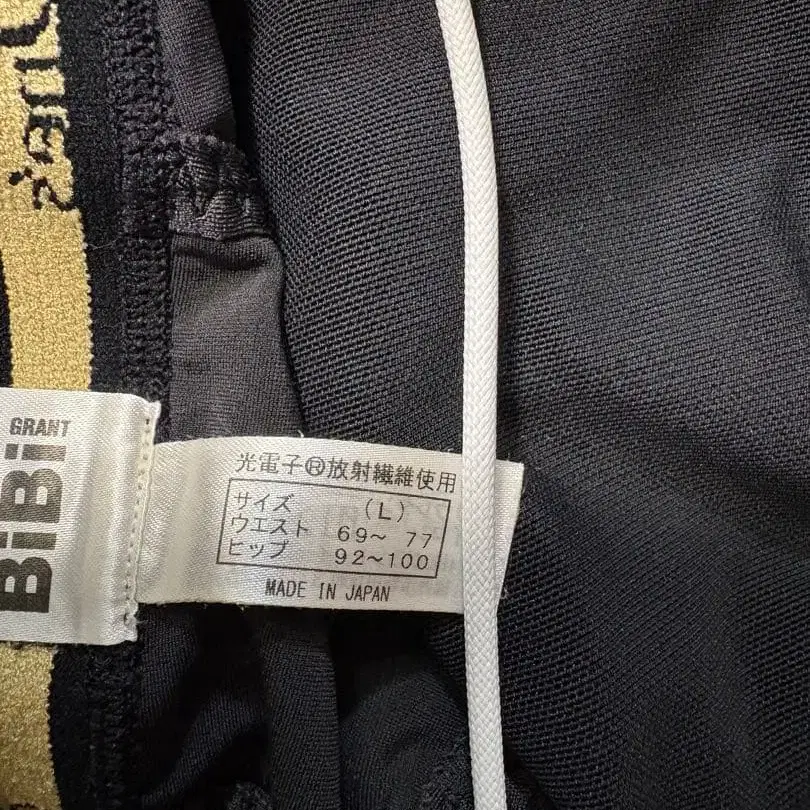 GRANT
BiBi
光電子®放射繊維使用
サイズ （L）
ウエスト 69～ 77
ヒップ 92～100
MADE IN JAPAN